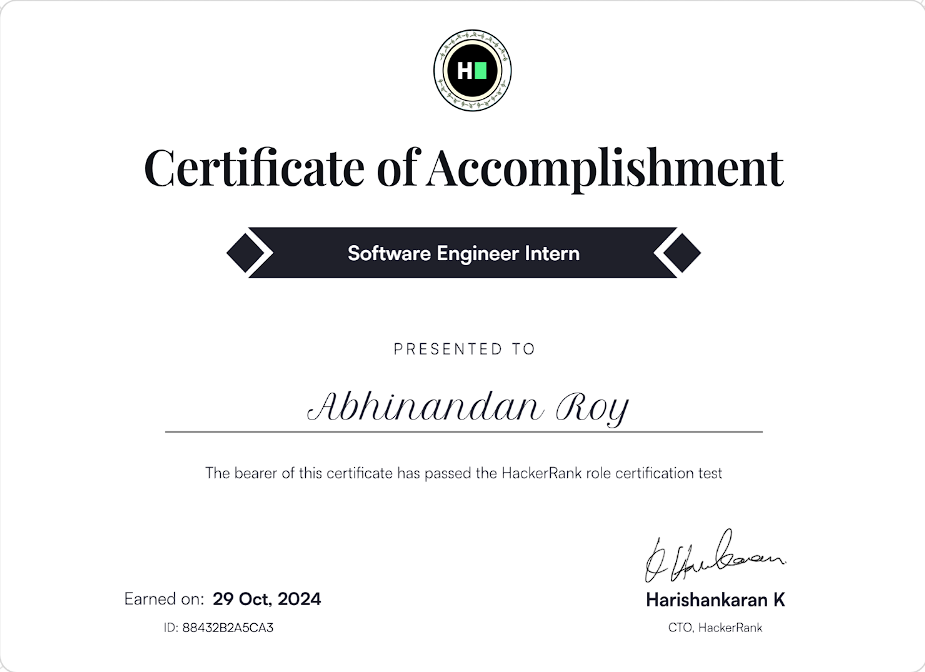 H
Certificate of Accomplishment
Software Engineer Intern
PRESENTED TO
Abhinandan Roy
The bearer of this certificate has passed the HackerRank role certification test
Earned on: 29 Oct, 2024
ID: 88432B2A5CA3
Harishankaran K
CTO, HackerRank